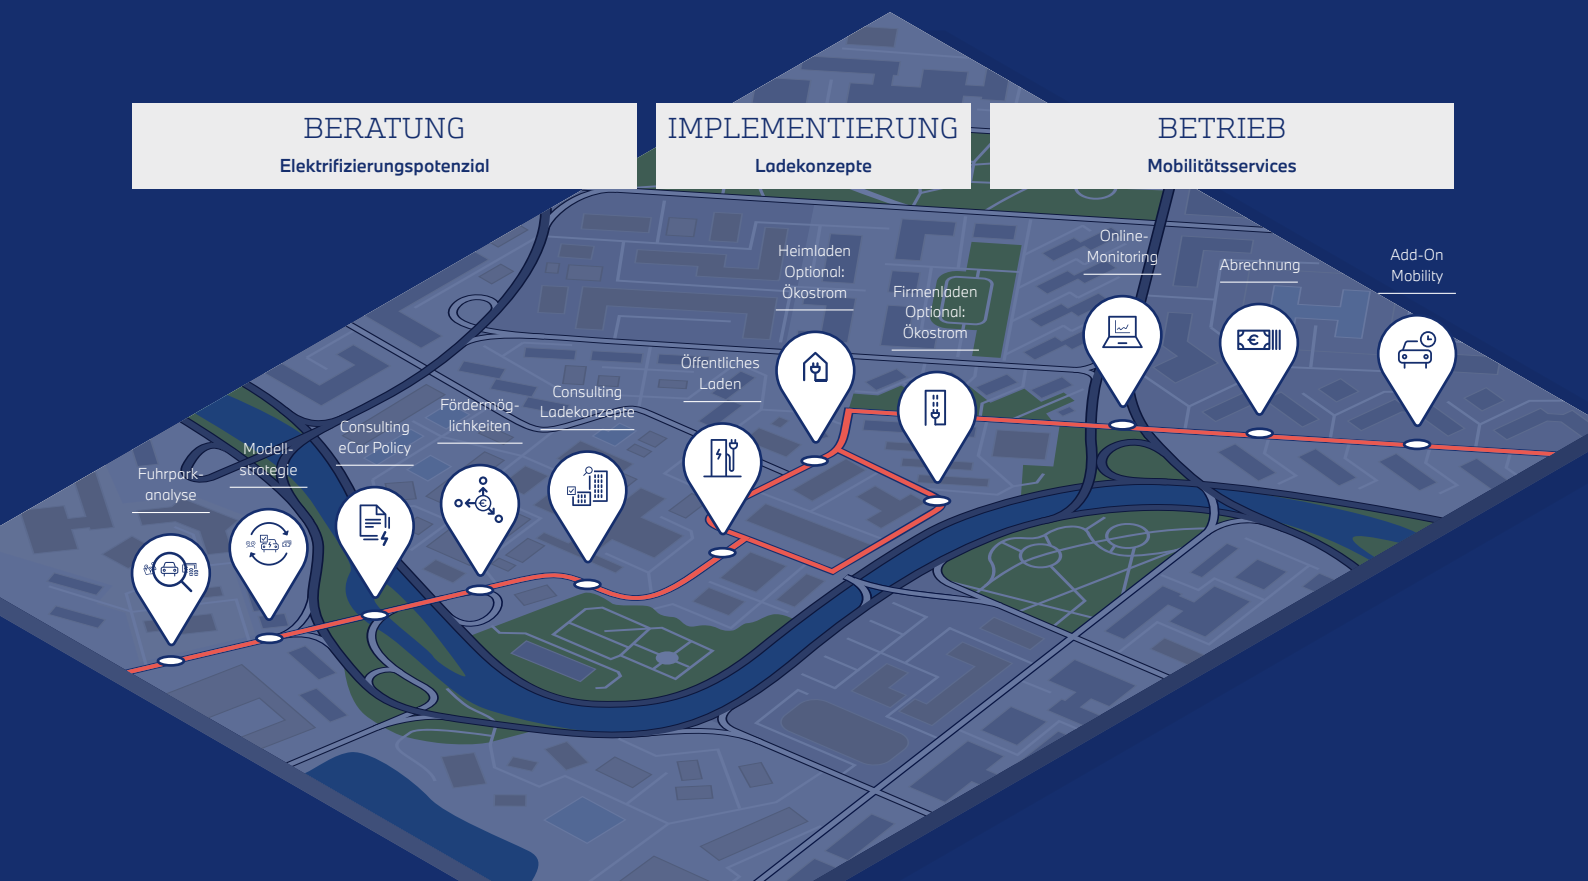 BERATUNG
Elektrifizierungspotenzial
IMPLEMENTIERUNG
Ladekonzepte
BETRIEB
Mobilitätsservices
Fuhrpark-
analyse
Modell-
strategie
Consulting
eCar Policy
Fördermög-
lichkeiten
Consulting
Ladekonzepte
Öffentliches
Laden
Heimladen
Optional:
Ökostrom
Firmenladen
Optional:
Ökostrom
Online-
Monitoring
Abrechnung
Add-On
Mobility